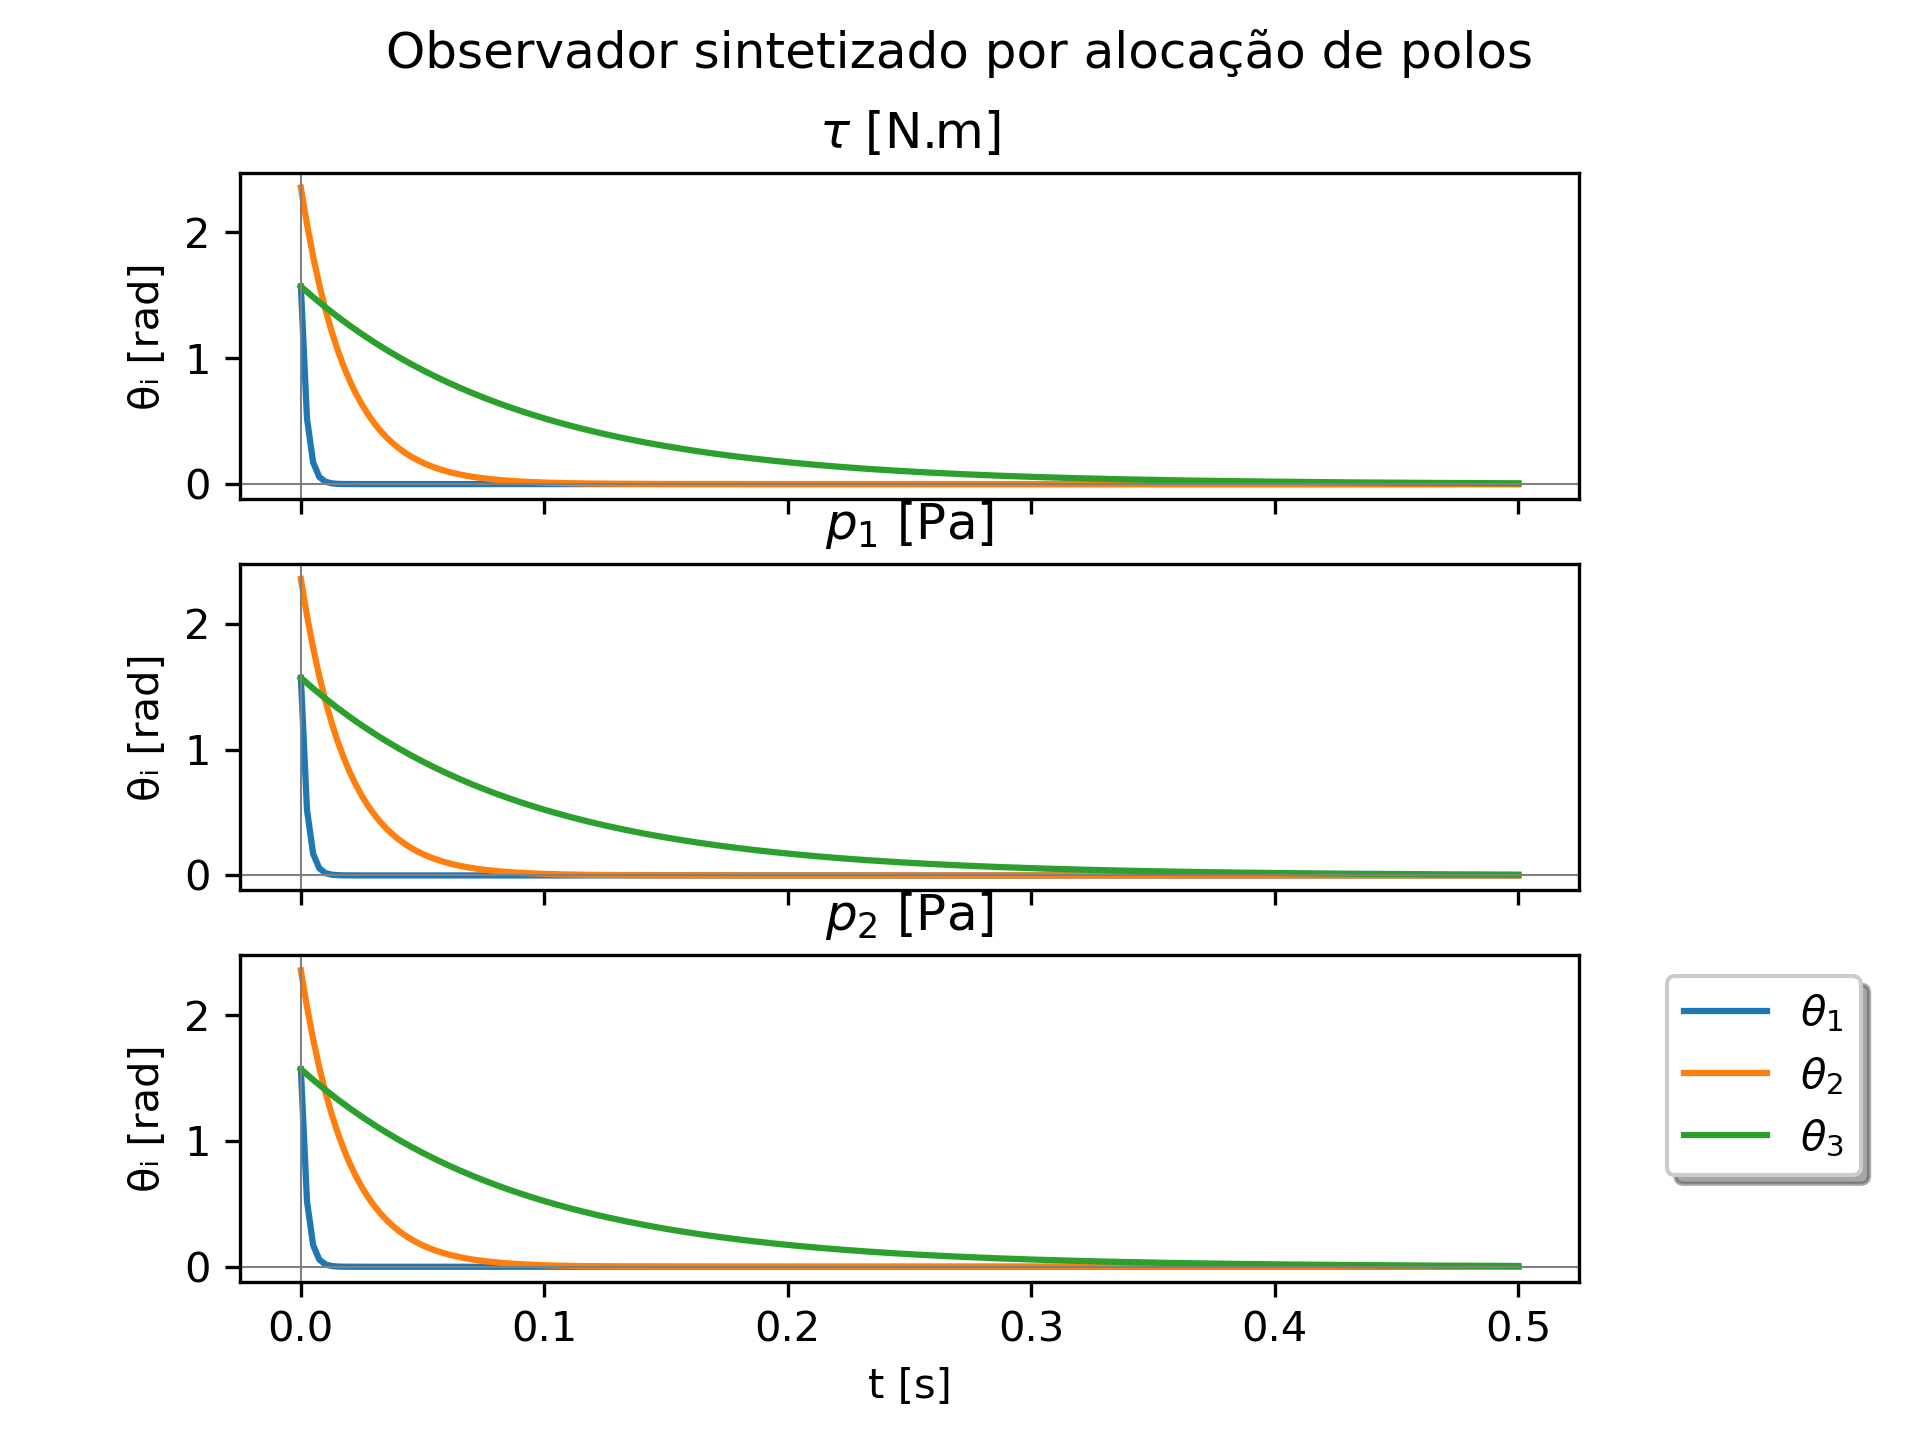 Observador sintetizado por alocação de polos
τ [N.m]
θᵢ [rad]
2
1
0
p₁ [Pa]
θᵢ [rad]
2
1
0
p₂ [Pa]
θᵢ [rad]
2
1
0
0.0 0.1 0.2 0.3 0.4 0.5
t [s]
θ₁
θ₂
θ₃